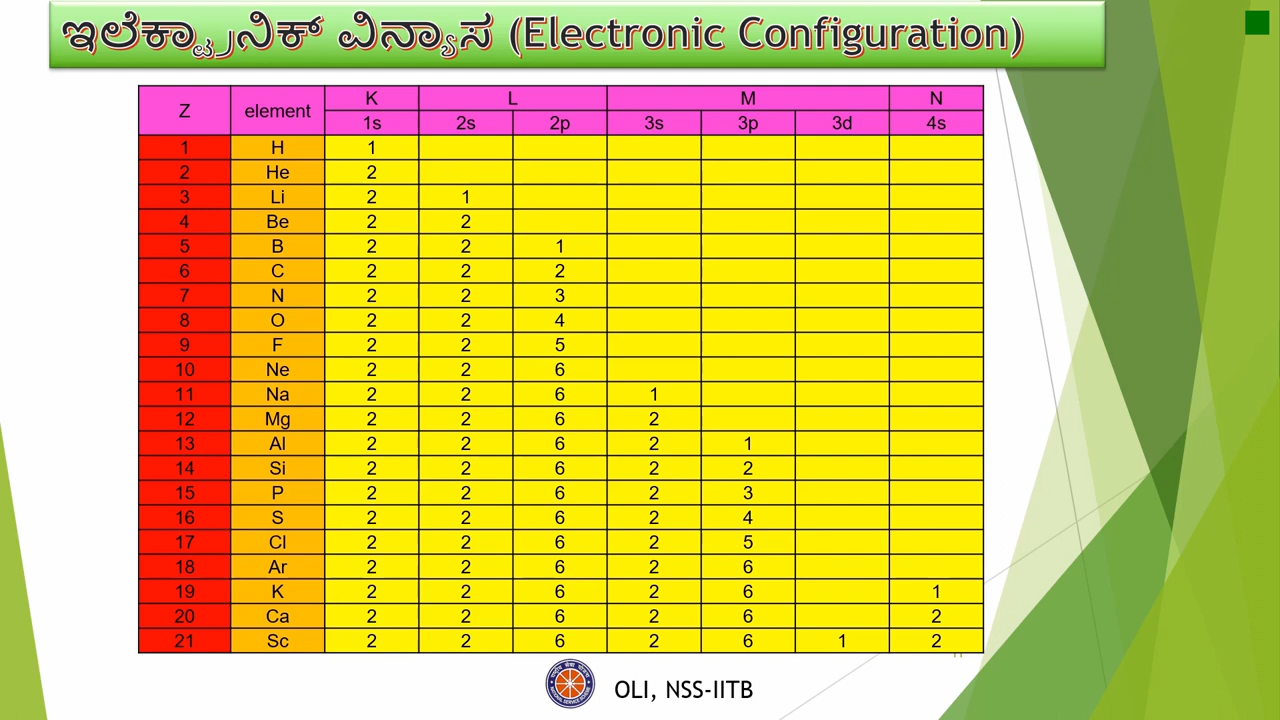 ಇಲೆಕ್ಟ್ರಾನಿಕ್ ವಿನ್ಯಾಸ (Electronic Configuration)
Z element K L M N
1s 2s 2p 3s 3p 3d 4s
1 H 1
2 He 2
3 Li 2 1
4 Be 2 2
5 B 2 2 1
6 C 2 2 2
7 N 2 2 3
8 O 2 2 4
9 F 2 2 5
10 Ne 2 2 6
11 Na 2 2 6 1
12 Mg 2 2 6 2
13 Al 2 2 6 2 1
14 Si 2 2 6 2 2
15 P 2 2 6 2 3
16 S 2 2 6 2 4
17 Cl 2 2 6 2 5
18 Ar 2 2 6 2 6
19 K 2 2 6 2 6 1
20 Ca 2 2 6 2 6 2
21 Sc 2 2 6 2 6 1 2
OLI, NSS-IITB